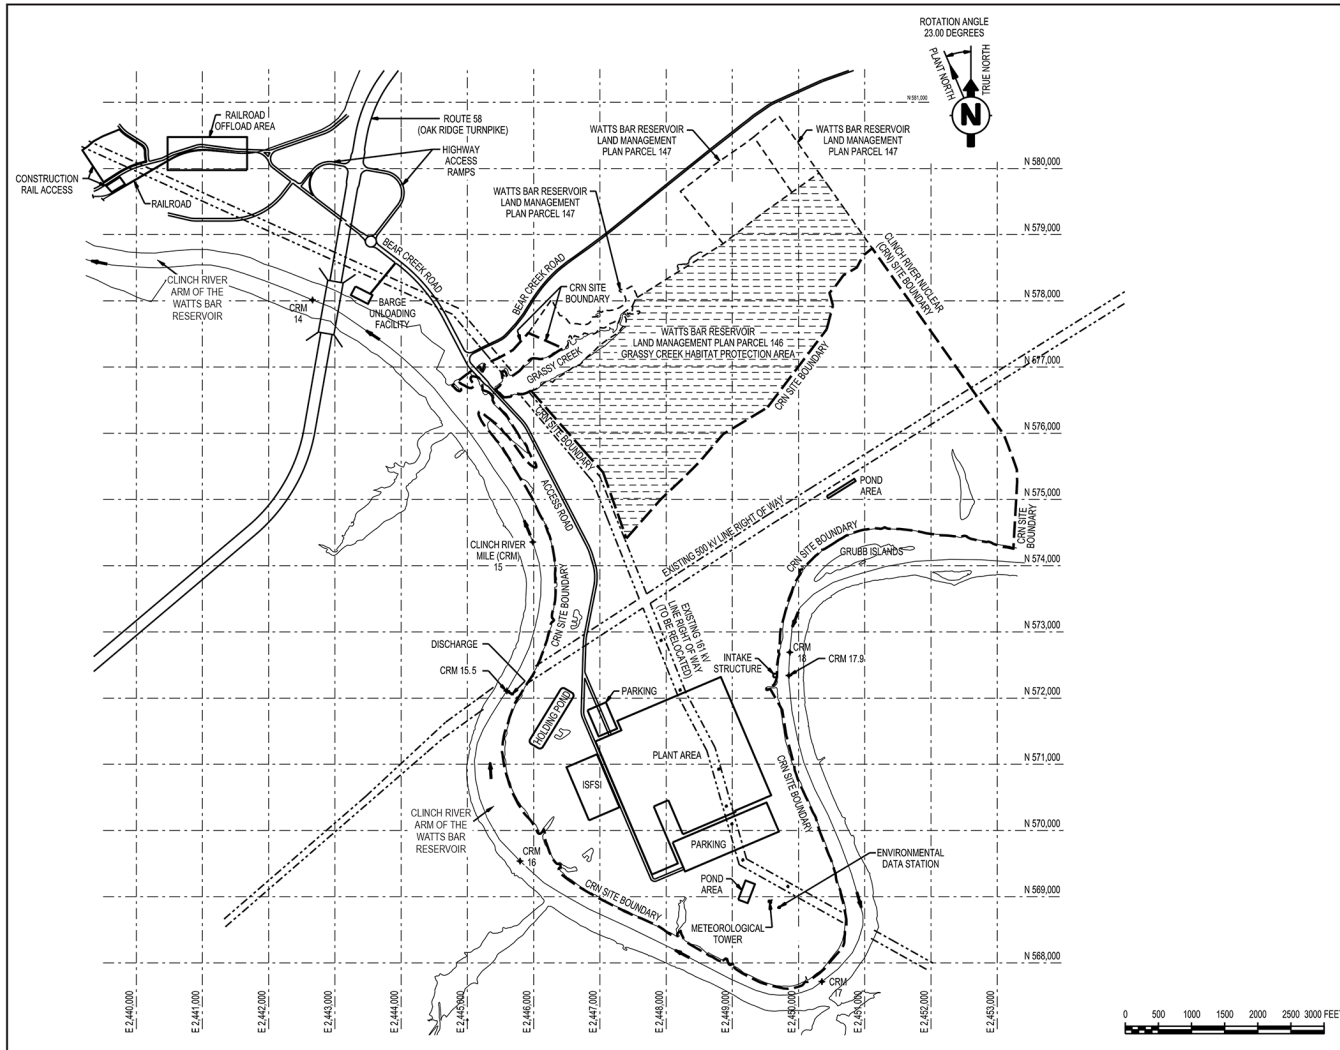 ROTATION ANGLE
23.00 DEGREES
PLANT NORTH
TRUE NORTH
N
N 581,000
RAILROAD
OFFLOAD AREA
ROUTE 58
(OAK RIDGE TURNPIKE)
HIGHWAY
ACCESS
RAMPS
CONSTRUCTION
RAIL ACCESS
RAILROAD
WATTS BAR RESERVOIR
LAND MANAGEMENT
PLAN PARCEL 147
WATTS BAR RESERVOIR
LAND MANAGEMENT
PLAN PARCEL 147
WATTS BAR RESERVOIR
LAND MANAGEMENT
PLAN PARCEL 147
N 580,000
N 579,000
N 578,000
N 577,000
N 576,000
N 575,000
N 574,000
N 573,000
N 572,000
N 571,000
N 570,000
N 569,000
N 568,000
CLINCH RIVER NUCLEAR
(CRN) SITE BOUNDARY
BEAR CREEK ROAD
BEAR CREEK ROAD
CLINCH RIVER
ARM OF THE
WATTS BAR
RESERVOIR
CRM
14
BARGE
UNLOADING
FACILITY
CRN SITE
BOUNDARY
GRASSY CREEK
WATTS BAR RESERVOIR
LAND MANAGEMENT
PLAN PARCEL 146
GRASSY CREEK HABITAT PROTECTION AREA
CRN SITE BOUNDARY
CRN SITE BOUNDARY
ACCESS ROAD
POND
AREA
CRN SITE
BOUNDARY
EXISTING 500 kV LINE RIGHT OF WAY
CRN SITE BOUNDARY
GRUBB ISLANDS
CLINCH RIVER
MILE (CRM)
15
CRN SITE BOUNDARY
EXISTING 161 kV
LINE RIGHT OF WAY
(TO BE RELOCATED)
DISCHARGE
CRM 15.5
INTAKE
STRUCTURE
CRM
18
CRM 17.9
HOLDING POND
PARKING
PLANT AREA
ISFSI
CRN SITE BOUNDARY
CLINCH RIVER
ARM OF THE
WATTS BAR
RESERVOIR
CRM
16
PARKING
ENVIRONMENTAL
DATA STATION
POND
AREA
CRN SITE BOUNDARY
METEOROLOGICAL
TOWER
CRM
17
E 2,440,000
E 2,441,000
E 2,442,000
E 2,443,000
E 2,444,000
E 2,445,000
E 2,446,000
E 2,447,000
E 2,448,000
E 2,449,000
E 2,450,000
E 2,451,000
E 2,452,000
E 2,453,000
0 500 1000 1500 2000 2500 3000 FEET